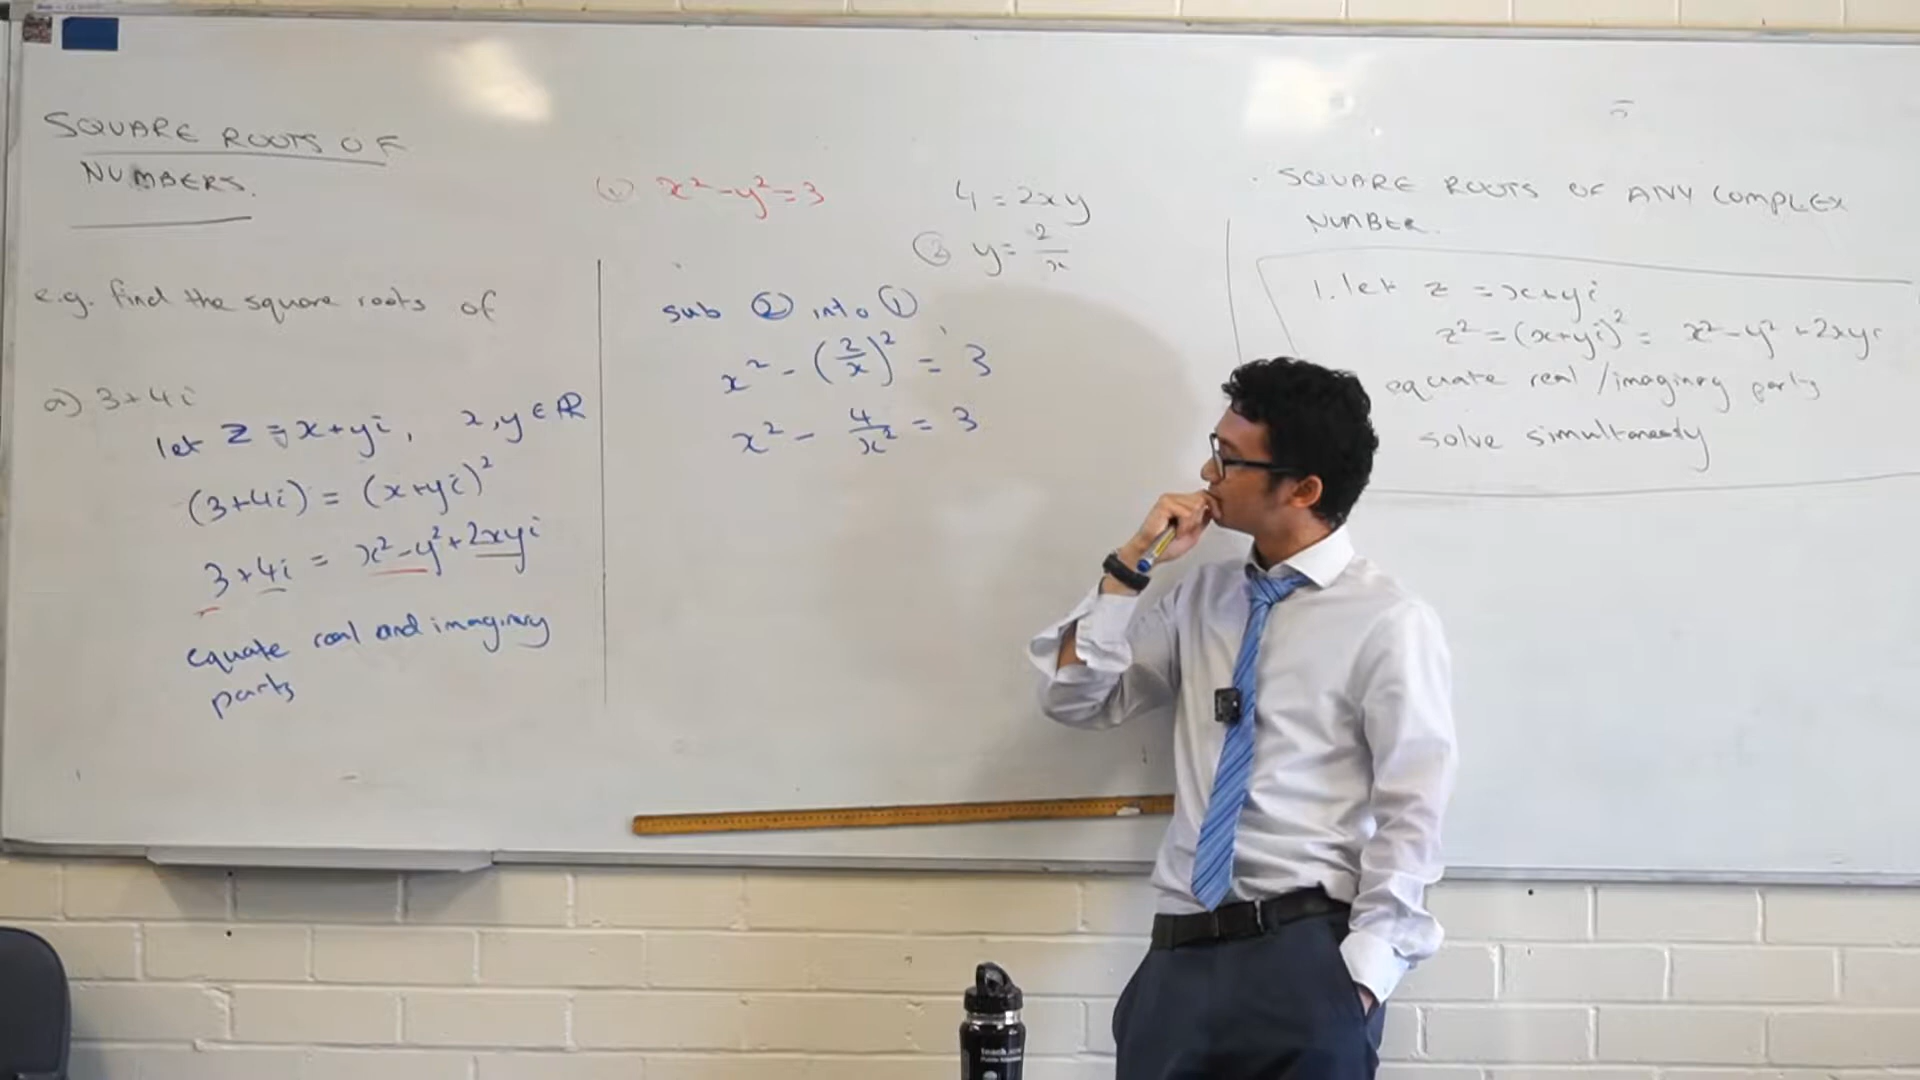 SQUARE ROOTS OF
NUMBERS.
e.g. find the square roots of
a) 3+4i
let z = x+yi, x,y ∈ ℝ
(3+4i) = (x+yi)²
3+4i = x²-y²+2xyi
equate real and imaginary
parts
① x²-y²=3
4=2xy
② y= 2/x
sub ② into ①
x² - (2/x)² = 3
x² - 4/x² = 3
SQUARE ROOTS OF ANY COMPLEX
NUMBER.
1. let z = x+yi
z² = (x+yi)² = x²-y²+2xyi
equate real/imaginary parts
solve simultaneously
teach